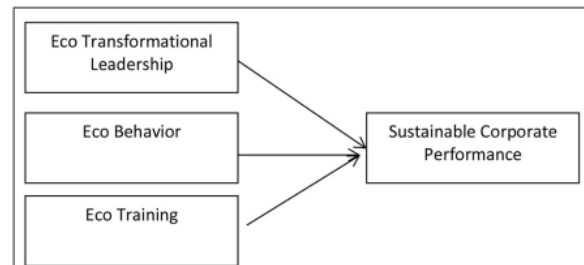 Eco Transformational
Leadership
Eco Behavior
Sustainable Corporate
Performance
Eco Training